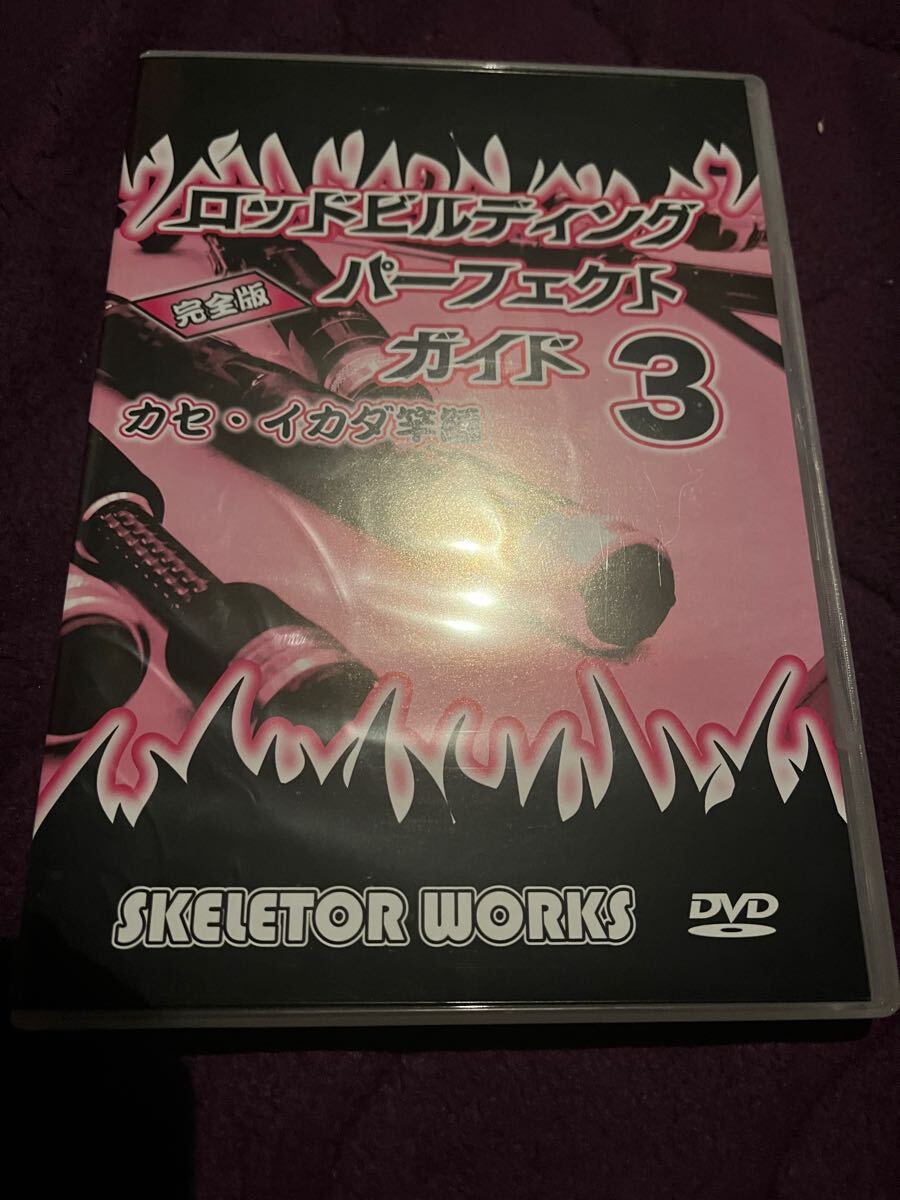 ロッドビルディング
パーフェクト
完全版
ガイド 3
カセ・イカダ竿編
SKELETOR WORKS
DVD